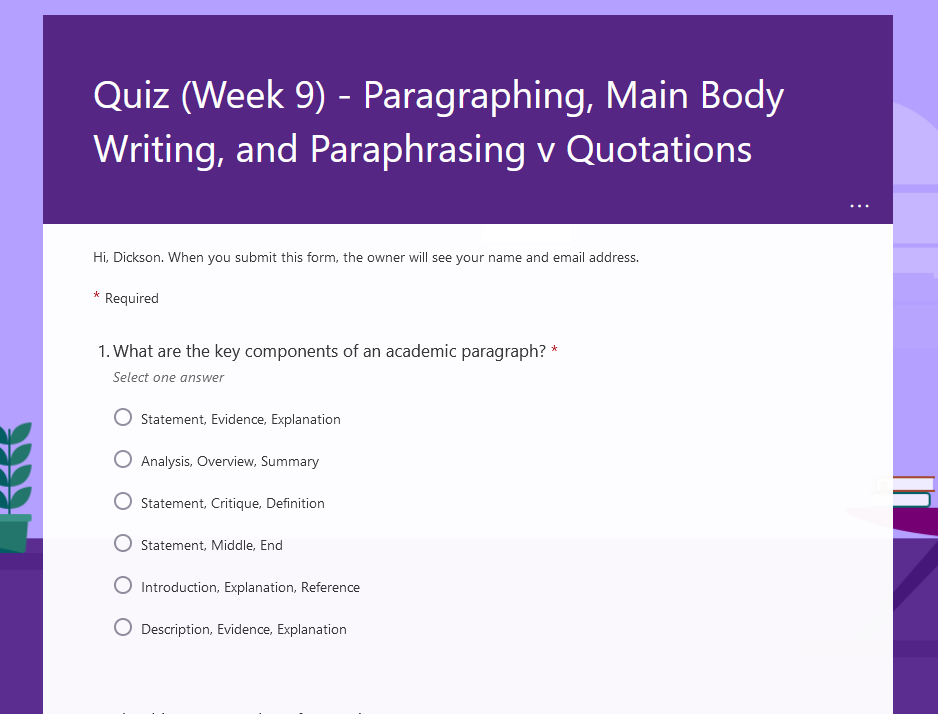 Quiz (Week 9) - Paragraphing, Main Body
Writing, and Paraphrasing v Quotations
...
Hi, Dickson. When you submit this form, the owner will see your name and email address.
* Required
1. What are the key components of an academic paragraph? *
Select one answer
Statement, Evidence, Explanation
Analysis, Overview, Summary
Statement, Critique, Definition
Statement, Middle, End
Introduction, Explanation, Reference
Description, Evidence, Explanation